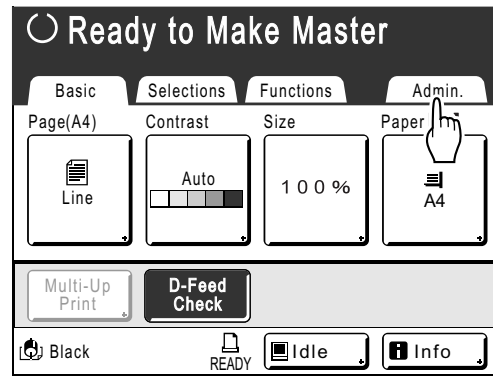 Ready to Make Master
Basic Selections Functions Admin.
Page(A4) Contrast Size Paper
Line
Auto
100%
A4
Multi-Up
Print
D-Feed
Check
Black
READY
Idle
Info